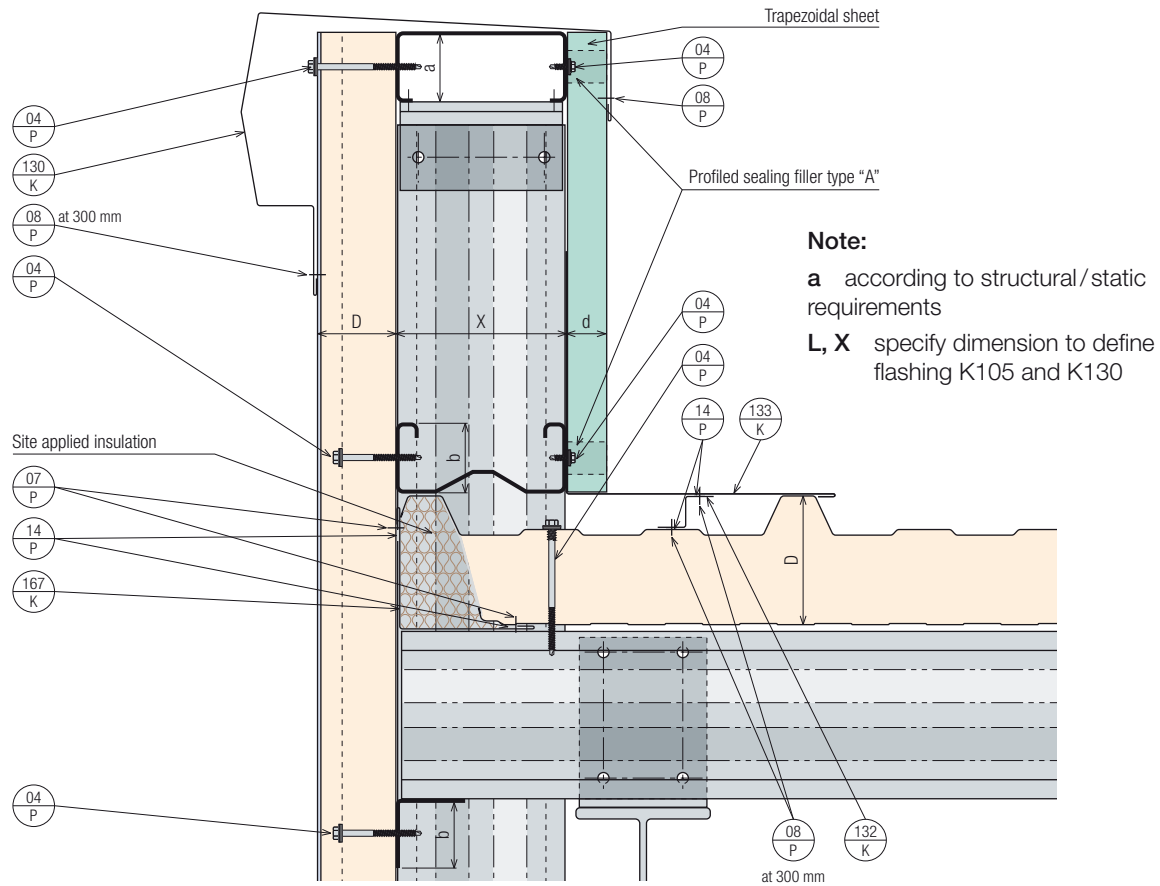 Trapezoidal sheet
04
P
08
P
04
P
130
K
08
P
at 300 mm
04
P
Profiled sealing filler type “A”
Note:
a according to structural / static
requirements
L, X specify dimension to define
flashing K105 and K130
a
D
X
d
04
P
04
P
14
P
133
K
Site applied insulation
07
P
14
P
167
K
b
D
04
P
b
08
P
at 300 mm
132
K